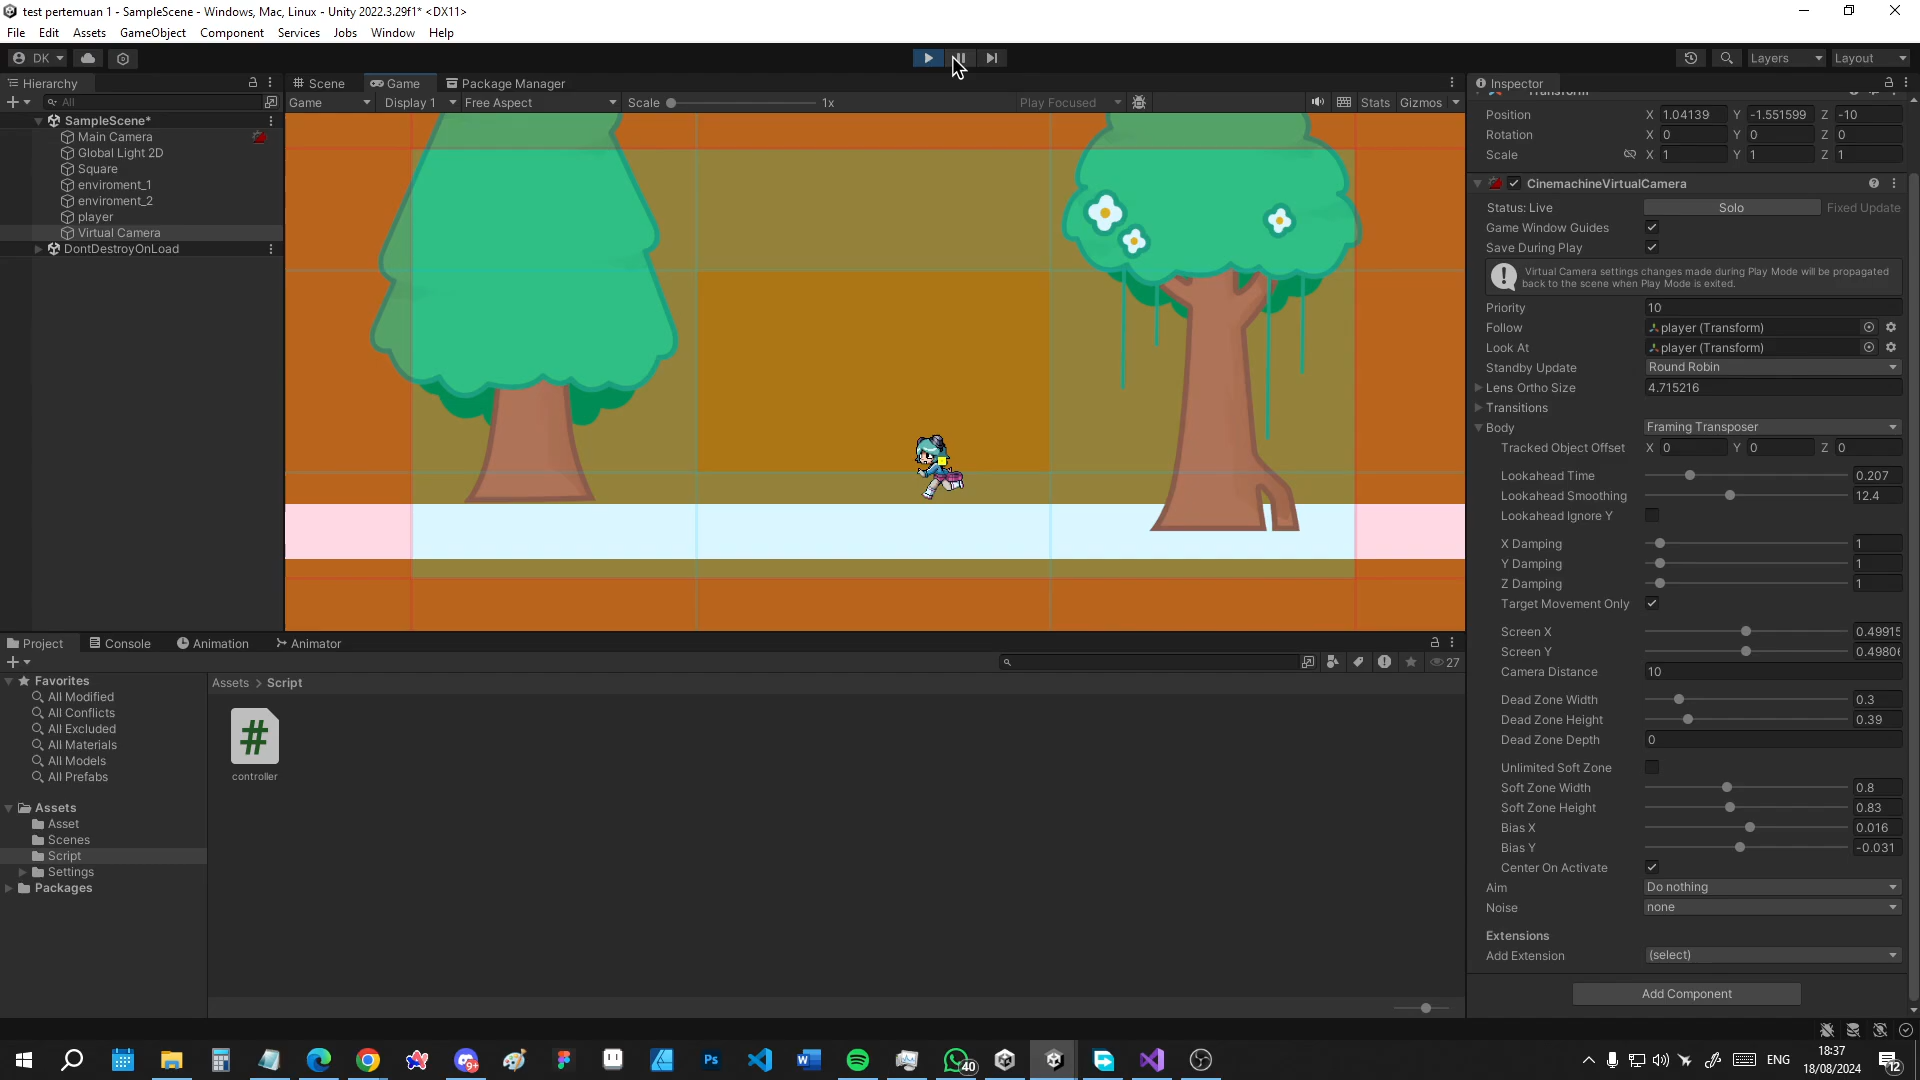 test pertemuan 1 - SampleScene - Windows, Mac, Linux - Unity 2022.3.29f1* <DX11>
File Edit Assets GameObject Component Services Jobs Window Help
DK Layers Layout
Hierarchy Scene Game Package Manager Inspector
All Game Display 1 Free Aspect Scale 1x Play Focused Stats Gizmos
SampleScene*
Main Camera
Global Light 2D
Square
enviroment_1
enviroment_2
player
Virtual Camera
DontDestroyOnLoad
Position X 1.04139 Y -1.551599 Z -10
Rotation X 0 Y 0 Z 0
Scale X 1 Y 1 Z 1
CinemachineVirtualCamera
Status: Live Solo Fixed Update
Game Window Guides
Save During Play
Virtual Camera settings changes made during Play Mode will be propagated
back to the scene when Play Mode is exited.
Priority 10
Follow player (Transform)
Look At player (Transform)
Standby Update Round Robin
Lens Ortho Size 4.715216
Transitions
Body Framing Transposer
Tracked Object Offset X 0 Y 0 Z 0
Lookahead Time 0.207
Lookahead Smoothing 12.4
Lookahead Ignore Y
X Damping 1
Y Damping 1
Z Damping 1
Target Movement Only
Screen X 0.49915
Screen Y 0.49806
Camera Distance 10
Dead Zone Width 0.3
Dead Zone Height 0.39
Dead Zone Depth 0
Unlimited Soft Zone
Soft Zone Width 0.8
Soft Zone Height 0.83
Bias X 0.016
Bias Y -0.031
Center On Activate
Aim Do nothing
Noise none
Extensions
Add Extension (select)
Add Component
Project Console Animation Animator
27
Favorites
All Modified
All Conflicts
All Excluded
All Materials
All Models
All Prefabs
Assets
Asset
Scenes
Script
Settings
Packages
Assets > Script
#
controller
Ps
40
ENG
18:37
18/08/2024
12